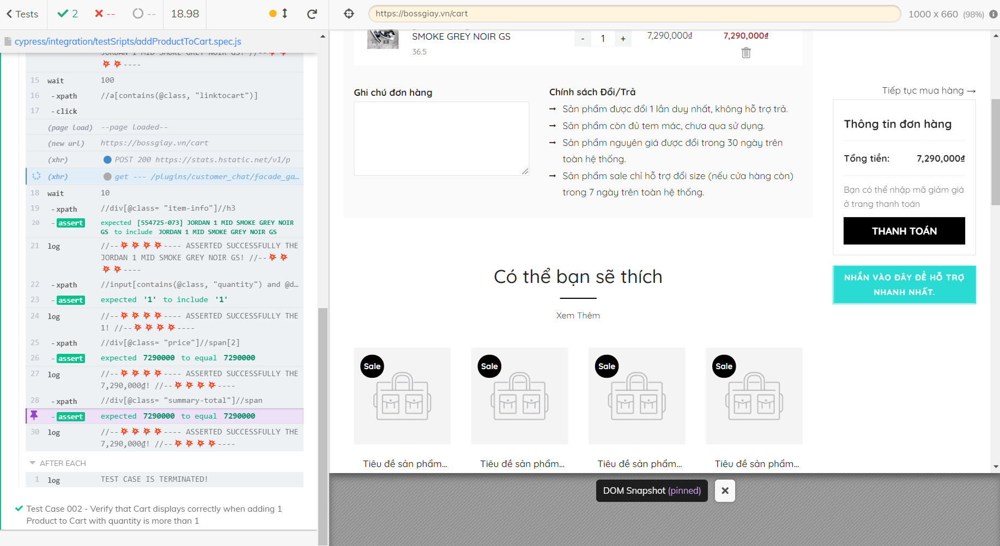 Tests
2
--
--
18.98
https://bossgiay.vn/cart
1000 x 660 (98%)
cypress/integration/testSripts/addProductToCart.spec.js
JORDAN 1 MID SMOKE GREY NOIR GS! //--💥💥
💥💥----
15 wait 100
16 -xpath //a[contains(@class, "linktocart")]
17 -click
(page load) --page loaded--
(new url) https://bossgiay.vn/cart
(xhr) POST 200 https://stats.hstatic.net/v1/p
(xhr) get --- /plugins/customer_chat/facade_ga...
18 wait 10
19 -xpath //div[@class= "item-info"]//h3
20 -assert expected [554725-073] JORDAN 1 MID SMOKE GREY NOIR
GS to include JORDAN 1 MID SMOKE GREY NOIR GS
21 log //--💥💥💥💥---- ASSERTED SUCCESSFULLY THE
JORDAN 1 MID SMOKE GREY NOIR GS! //--💥💥
💥💥----
22 -xpath //input[contains(@class, "quantity") and @d...
23 -assert expected '1' to include '1'
24 log //--💥💥💥💥---- ASSERTED SUCCESSFULLY THE
1! //--💥💥💥💥----
25 -xpath //div[@class= "price"]//span[2]
26 -assert expected 7290000 to equal 7290000
27 log //--💥💥💥💥---- ASSERTED SUCCESSFULLY THE
7,290,000₫! //--💥💥💥💥----
28 -xpath //div[@class= "summary-total"]//span
-assert expected 7290000 to equal 7290000
30 log //--💥💥💥💥---- ASSERTED SUCCESSFULLY THE
7,290,000₫! //--💥💥💥💥----
AFTER EACH
1 log TEST CASE IS TERMINATED!
Test Case 002 - Verify that Cart displays correctly when adding 1
Product to Cart with quantity is more than 1
SMOKE GREY NOIR GS
36.5
- 1 +
7,290,000₫
7,290,000₫
Ghi chú đơn hàng
Chính sách Đổi/Trả
→ Sản phẩm được đổi 1 lần duy nhất, không hỗ trợ trả.
→ Sản phẩm còn đủ tem mác, chưa qua sử dụng.
→ Sản phẩm nguyên giá được đổi trong 30 ngày trên
toàn hệ thống.
→ Sản phẩm sale chỉ hỗ trợ đổi size (nếu cửa hàng còn)
trong 7 ngày trên toàn hệ thống.
Tiếp tục mua hàng →
Thông tin đơn hàng
Tổng tiền: 7,290,000₫
Bạn có thể nhập mã giảm giá
ở trang thanh toán
THANH TOÁN
NHẤN VÀO ĐÂY ĐỂ HỖ TRỢ
NHANH NHẤT.
Có thể bạn sẽ thích
Xem Thêm
Sale
Sale
Sale
Sale
Tiêu đề sản phẩm...
Tiêu đề sản phẩm...
Tiêu đề sản phẩm...
Tiêu đề sản phẩm...
DOM Snapshot (pinned)